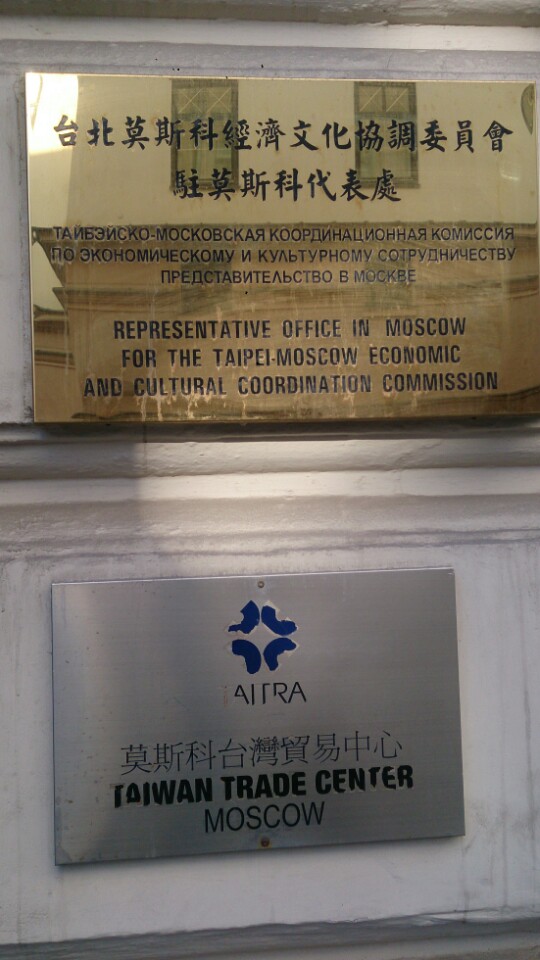 台北莫斯科經濟文化協調委員會
駐莫斯科代表處
ТАЙБЭЙСКО-МОСКОВСКАЯ КООРДИНАЦИОННАЯ КОМИССИЯ
ПО ЭКОНОМИЧЕСКОМУ И КУЛЬТУРНОМУ СОТРУДНИЧЕСТВУ
ПРЕДСТАВИТЕЛЬСТВО В МОСКВЕ
REPRESENTATIVE OFFICE IN MOSCOW
FOR THE TAIPEI-MOSCOW ECONOMIC
AND CULTURAL COORDINATION COMMISSION
TAITRA
莫斯科台灣貿易中心
TAIWAN TRADE CENTER
MOSCOW